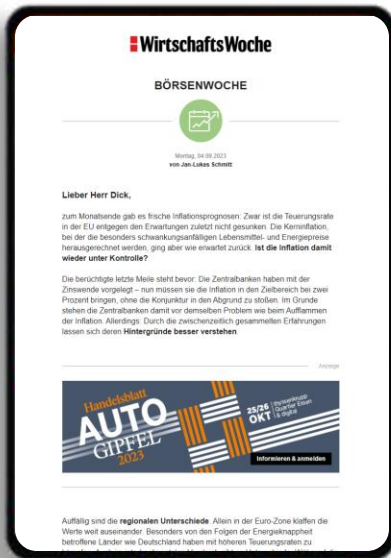 WirtschaftsWoche
BÖRSENWOCHE
Montag, 04.09.2023
von Jan-Lukas Schmitt
Lieber Herr Dick,
zum Monatsende gab es frische Inflationsprognosen: Zwar ist die Teuerungsrate
in der EU entgegen den Erwartungen zuletzt nicht gesunken. Die Kerninflation,
bei der die besonders schwankungsanfälligen Lebensmittel- und Energiepreise
herausgerechnet werden, ging aber wie erwartet zurück. Ist die Inflation damit
wieder unter Kontrolle?
Die berüchtigte letzte Meile steht bevor: Die Zentralbanken haben mit der
Zinswende vorgelegt – nun müssen sie die Inflation in den Zielbereich bei zwei
Prozent bringen, ohne die Konjunktur in den Abgrund zu stoßen. Im Grunde
stehen die Zentralbanken damit vor demselben Problem wie beim Aufflammen
der Inflation. Allerdings: Durch die zwischenzeitlich gesammelten Erfahrungen
lassen sich deren Hintergründe besser verstehen.
Anzeige
Handelsblatt
AUTO
GIPFEL
2023
25/26
OKT
thyssenkrupp
Quartier Essen
& digital
Informieren & anmelden
Auffällig sind die regionalen Unterschiede. Allein in der Euro-Zone klaffen die
Werte weit auseinander. Besonders von den Folgen der Energieknappheit
betroffene Länder wie Deutschland haben mit höheren Teuerungsraten zu